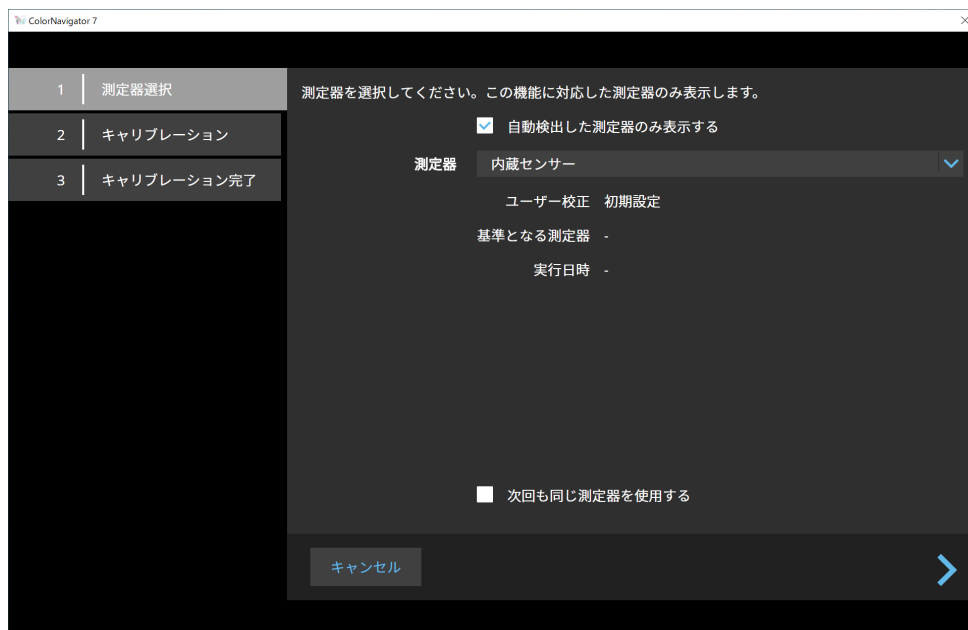 ColorNavigator 7
1 測定器選択
2 キャリブレーション
3 キャリブレーション完了
測定器を選択してください。この機能に対応した測定器のみ表示します。
自動検出した測定器のみ表示する
測定器 内蔵センサー
ユーザー校正 初期設定
基準となる測定器 -
実行日時 -
次回も同じ測定器を使用する
キャンセル